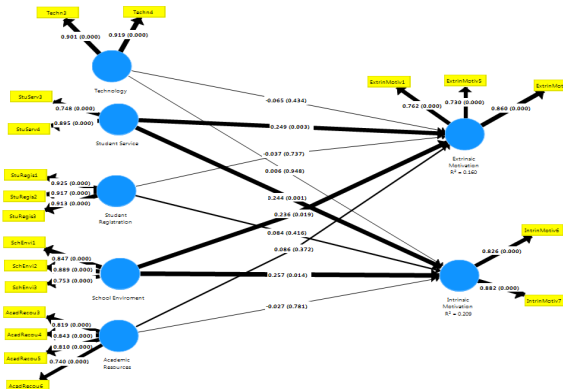 Techn3
Techn4
0.901 (0.000)
0.919 (0.000)
Technology
StuServ3
0.748 (0.000)
StuServ4
0.895 (0.000)
Student Service
StuRegis1
0.925 (0.000)
StuRegis2
0.917 (0.000)
StuRegis3
0.913 (0.000)
Student
Registration
SchEnvi1
0.847 (0.000)
SchEnvi2
0.889 (0.000)
SchEnvi3
0.753 (0.000)
School Enviroment
AcadRecou3
0.819 (0.000)
AcadRecou4
0.843 (0.000)
AcadRecou5
0.810 (0.000)
0.740 (0.000)
AcadRecou6
Academic
Resources
-0.065 (0.434)
0.249 (0.003)
-0.037 (0.737)
0.006 (0.948)
0.244 (0.001)
0.236 (0.019)
0.084 (0.416)
0.086 (0.372)
0.257 (0.014)
-0.027 (0.781)
ExtrinMotiv1
ExtrinMotiv5
ExtrinMot
0.762 (0.000)
0.730 (0.000)
0.860 (0.000)
Extrinsic
Motivation
R² = 0.160
IntrinMotiv6
0.826 (0.000)
0.882 (0.000)
IntrinMotiv7
Intrinsic
Motivation
R² = 0.209